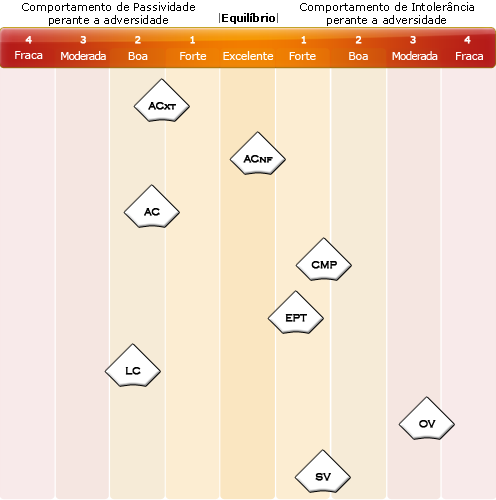 Comportamento de Passividade
perante a adversidade
|Equilíbrio|
Comportamento de Intolerância
perante a adversidade
4 3 2 1 1 2 3 4
Fraca Moderada Boa Forte Excelente Forte Boa Moderada Fraca
ACXT
ACNF
AC
CMP
EPT
LC
OV
SV